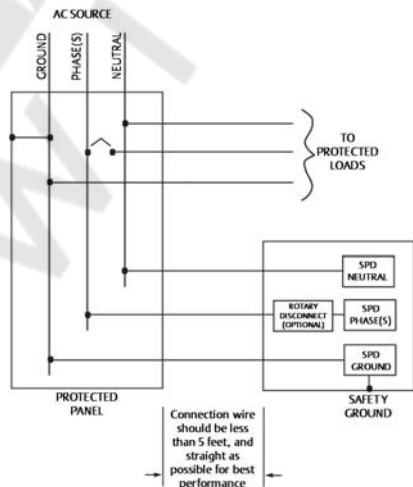 AC SOURCE
GROUND
PHASE(S)
NEUTRAL
TO
PROTECTED
LOADS
SPD
NEUTRAL
ROTARY
DISCONNECT
(OPTIONAL)
SPD
PHASE(S)
SPD
GROUND
PROTECTED
PANEL
SAFETY
GROUND
Connection wire
should be less
than 5 feet, and
straight as
possible for best
performance